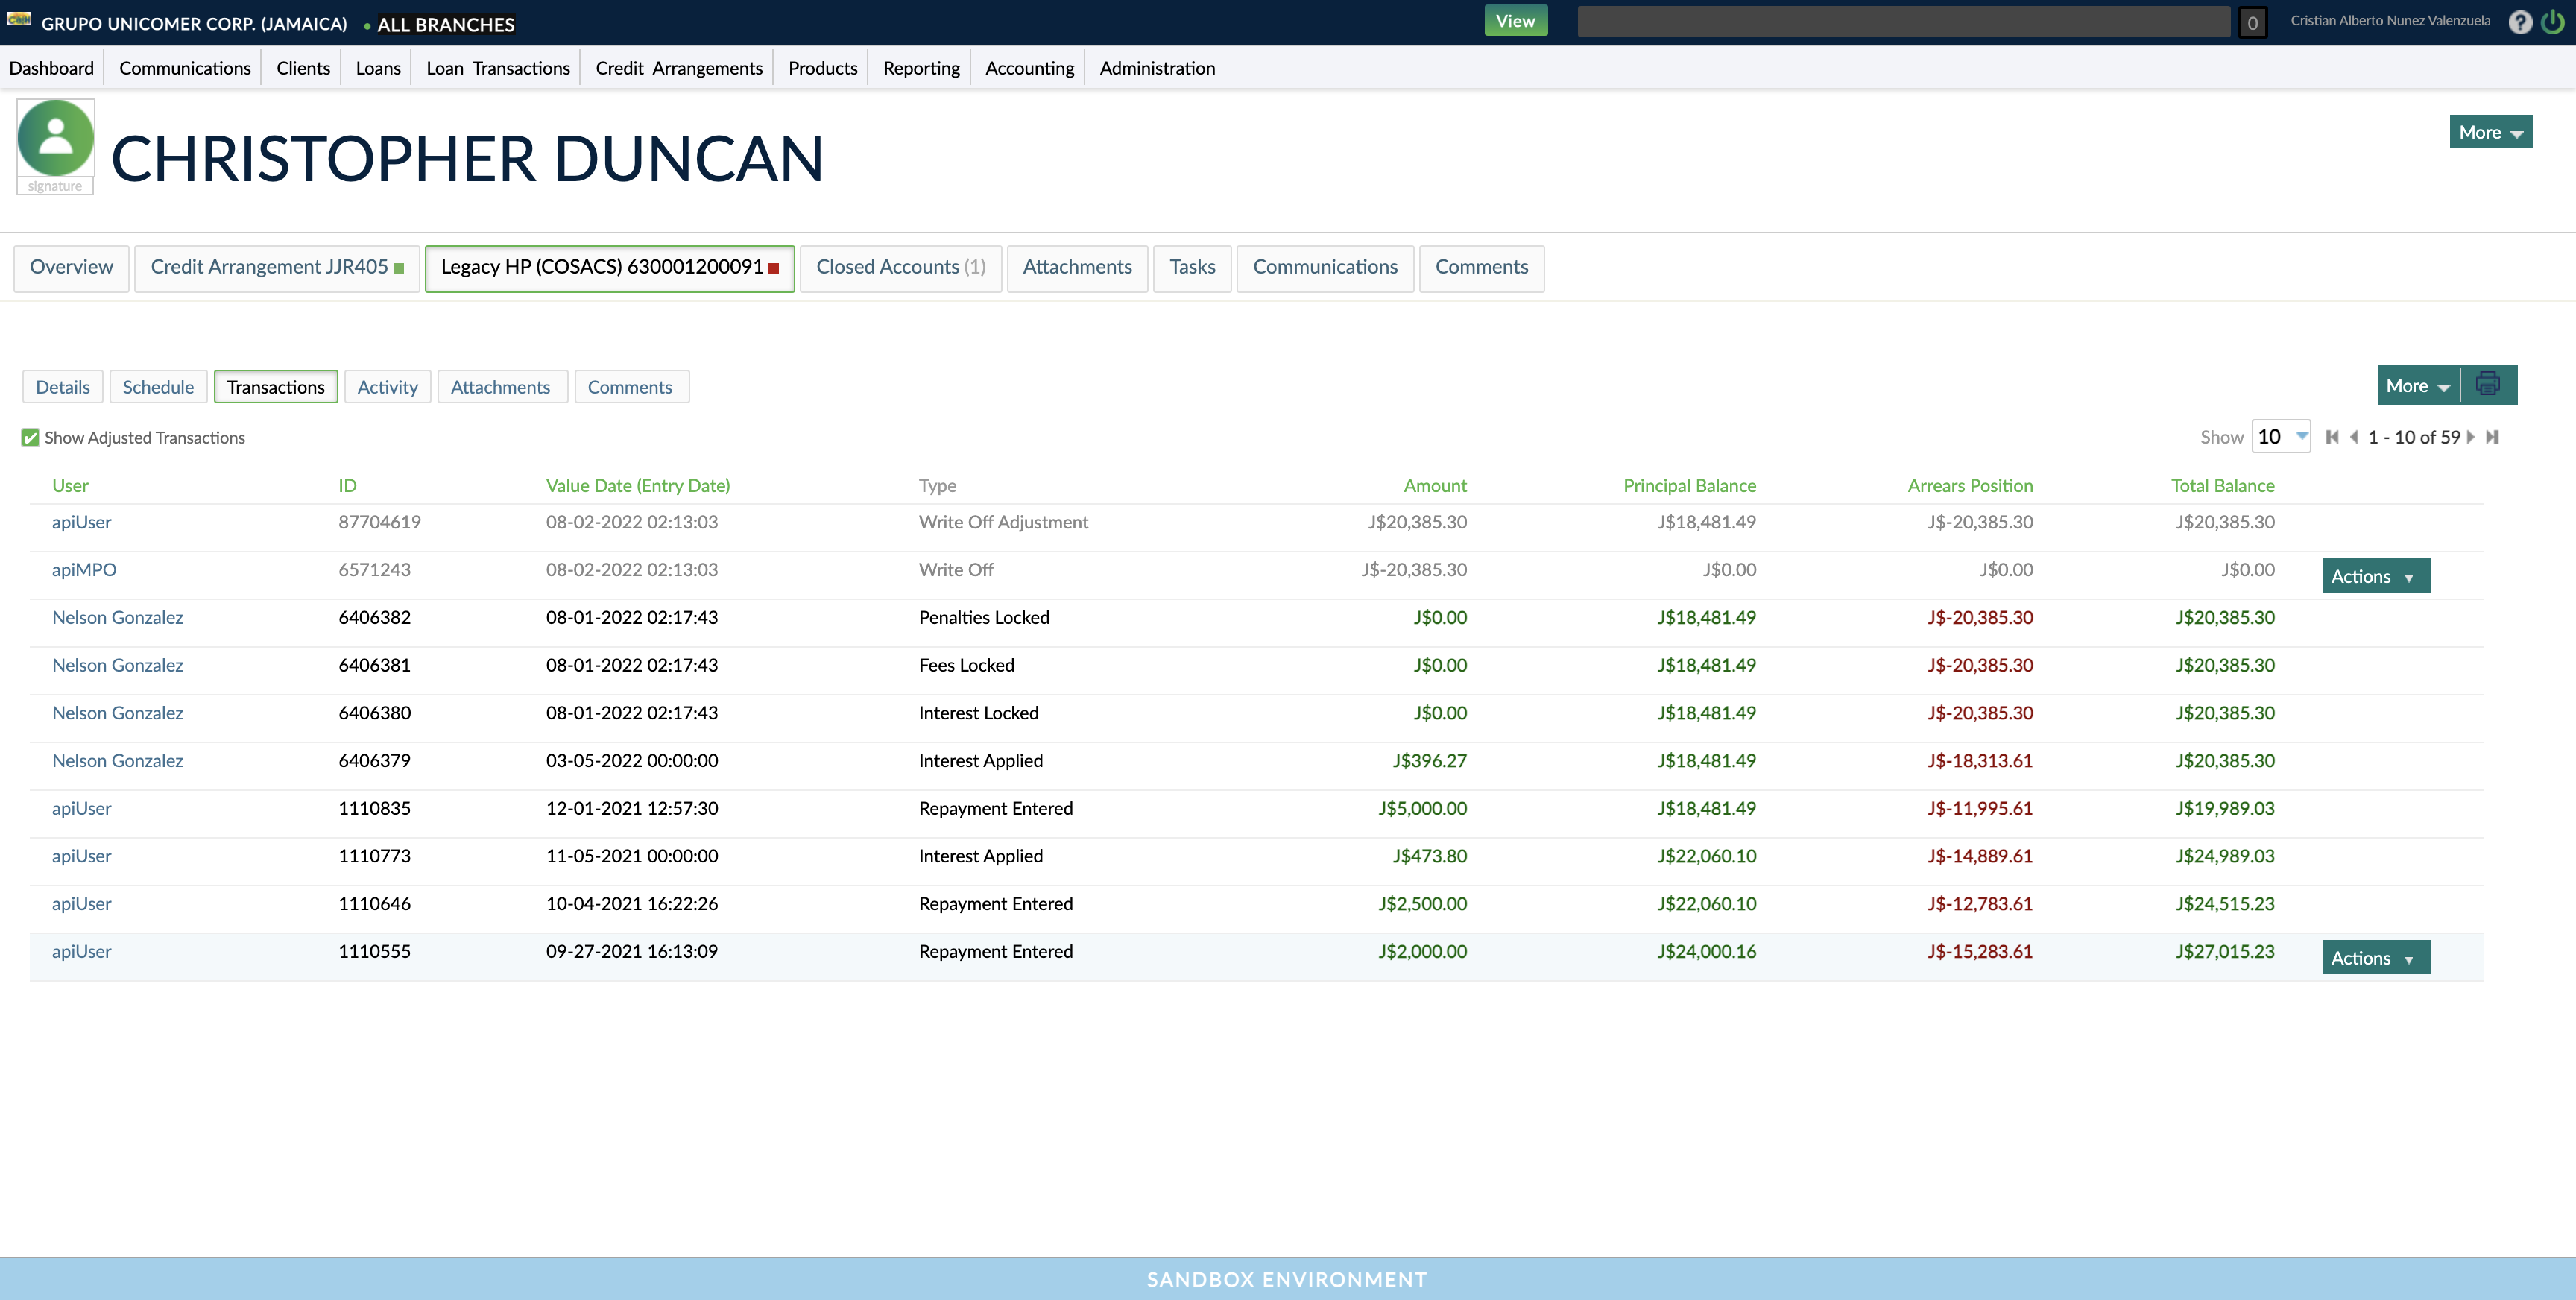 GRUPO UNICOMER CORP. (JAMAICA) • ALL BRANCHES View 0 Cristian Alberto Nunez Valenzuela ?
Dashboard Communications Clients Loans Loan Transactions Credit Arrangements Products Reporting Accounting Administration
CHRISTOPHER DUNCAN More
signature
Overview Credit Arrangement JJR405 Legacy HP (COSACS) 630001200091 Closed Accounts (1) Attachments Tasks Communications Comments
Details Schedule Transactions Activity Attachments Comments More
Show Adjusted Transactions Show 10 1 - 10 of 59
User ID Value Date (Entry Date) Type Amount Principal Balance Arrears Position Total Balance
apiUser 87704619 08-02-2022 02:13:03 Write Off Adjustment J$20,385.30 J$18,481.49 J$-20,385.30 J$20,385.30
apiMPO 6571243 08-02-2022 02:13:03 Write Off J$-20,385.30 J$0.00 J$0.00 J$0.00 Actions
Nelson Gonzalez 6406382 08-01-2022 02:17:43 Penalties Locked J$0.00 J$18,481.49 J$-20,385.30 J$20,385.30
Nelson Gonzalez 6406381 08-01-2022 02:17:43 Fees Locked J$0.00 J$18,481.49 J$-20,385.30 J$20,385.30
Nelson Gonzalez 6406380 08-01-2022 02:17:43 Interest Locked J$0.00 J$18,481.49 J$-20,385.30 J$20,385.30
Nelson Gonzalez 6406379 03-05-2022 00:00:00 Interest Applied J$396.27 J$18,481.49 J$-18,313.61 J$20,385.30
apiUser 1110835 12-01-2021 12:57:30 Repayment Entered J$5,000.00 J$18,481.49 J$-11,995.61 J$19,989.03
apiUser 1110773 11-05-2021 00:00:00 Interest Applied J$473.80 J$22,060.10 J$-14,889.61 J$24,989.03
apiUser 1110646 10-04-2021 16:22:26 Repayment Entered J$2,500.00 J$22,060.10 J$-12,783.61 J$24,515.23
apiUser 1110555 09-27-2021 16:13:09 Repayment Entered J$2,000.00 J$24,000.16 J$-15,283.61 J$27,015.23 Actions
SANDBOX ENVIRONMENT